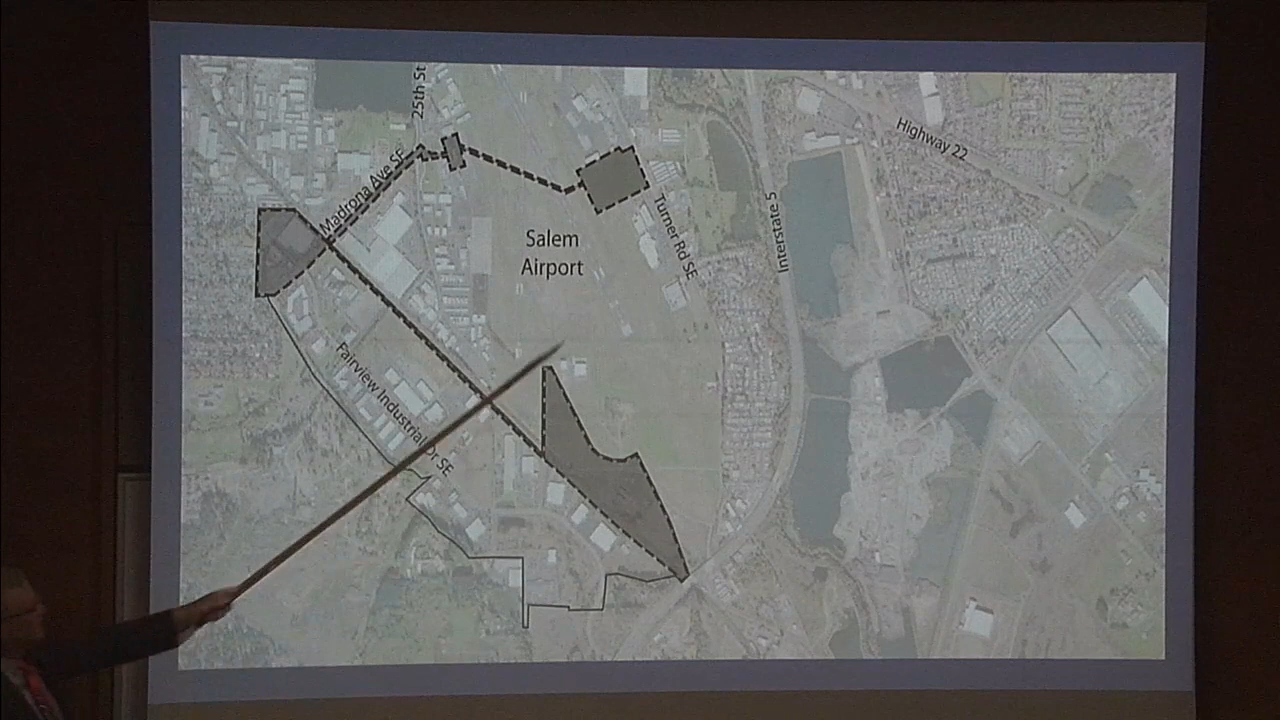 25th St
Highway 22
Madrona Ave SE
Salem
Airport
Turner Rd SE
Interstate 5
Fairview Industrial Dr SE